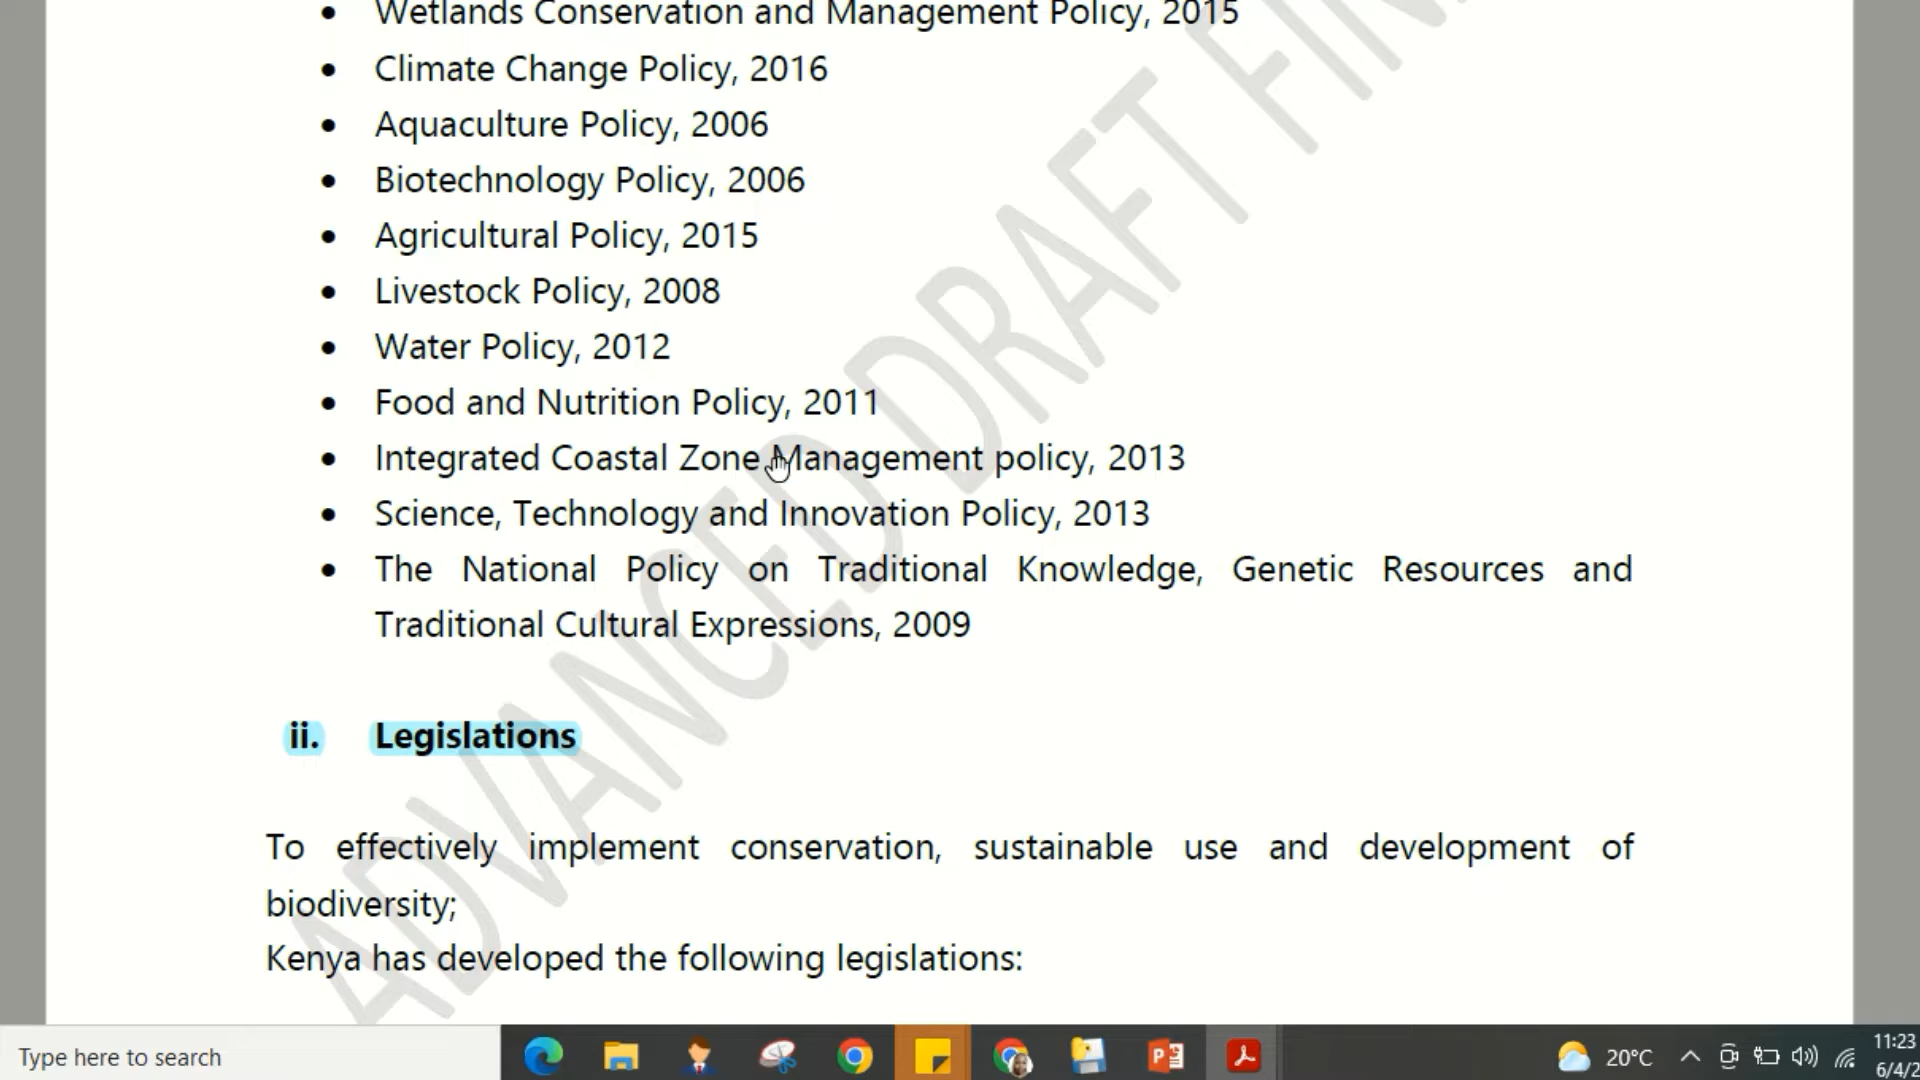 Wetlands Conservation and Management Policy, 2015
• Climate Change Policy, 2016
• Aquaculture Policy, 2006
• Biotechnology Policy, 2006
• Agricultural Policy, 2015
• Livestock Policy, 2008
• Water Policy, 2012
• Food and Nutrition Policy, 2011
• Integrated Coastal Zone Management policy, 2013
• Science, Technology and Innovation Policy, 2013
• The National Policy on Traditional Knowledge, Genetic Resources and
Traditional Cultural Expressions, 2009
ii. Legislations
To effectively implement conservation, sustainable use and development of
biodiversity;
Kenya has developed the following legislations:
ADVANCED DRAFT
Type here to search
20°C
11:23